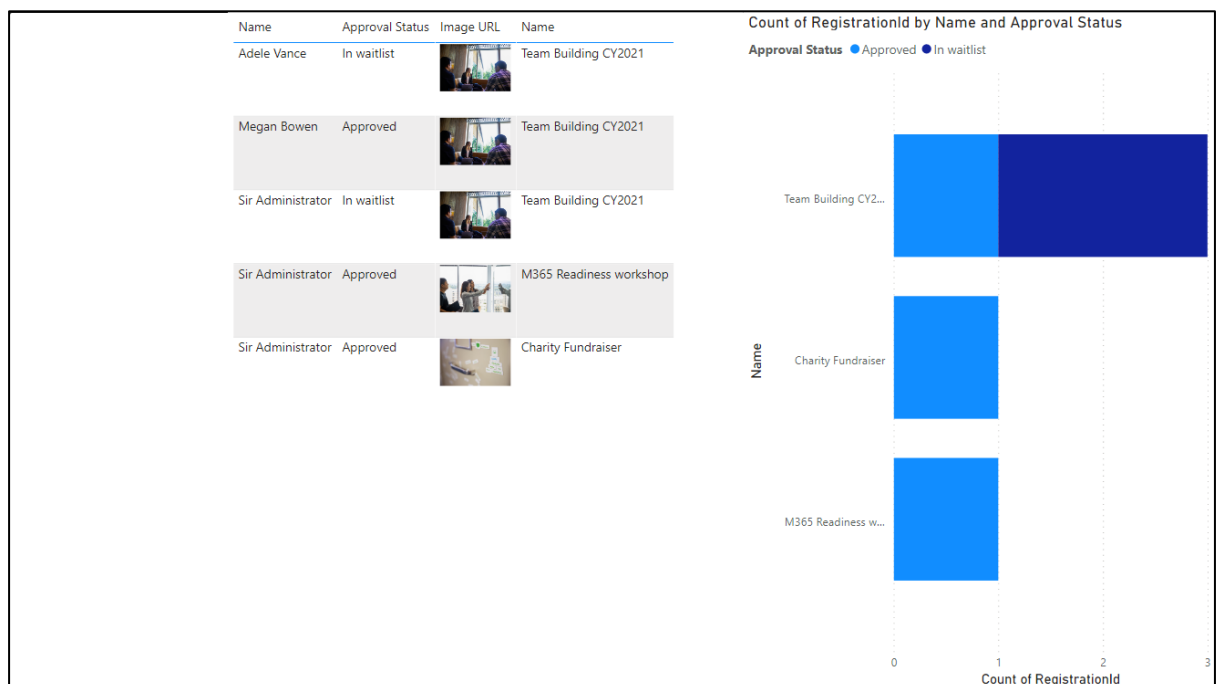 Name Approval Status Image URL Name
Adele Vance In waitlist Team Building CY2021
Megan Bowen Approved Team Building CY2021
Sir Administrator In waitlist Team Building CY2021
Sir Administrator Approved M365 Readiness workshop
Sir Administrator Approved Charity Fundraiser
Count of RegistrationId by Name and Approval Status
Approval Status Approved In waitlist
Team Building CY2...
Charity Fundraiser
M365 Readiness w...
Name
0 1 2 3
Count of RegistrationId